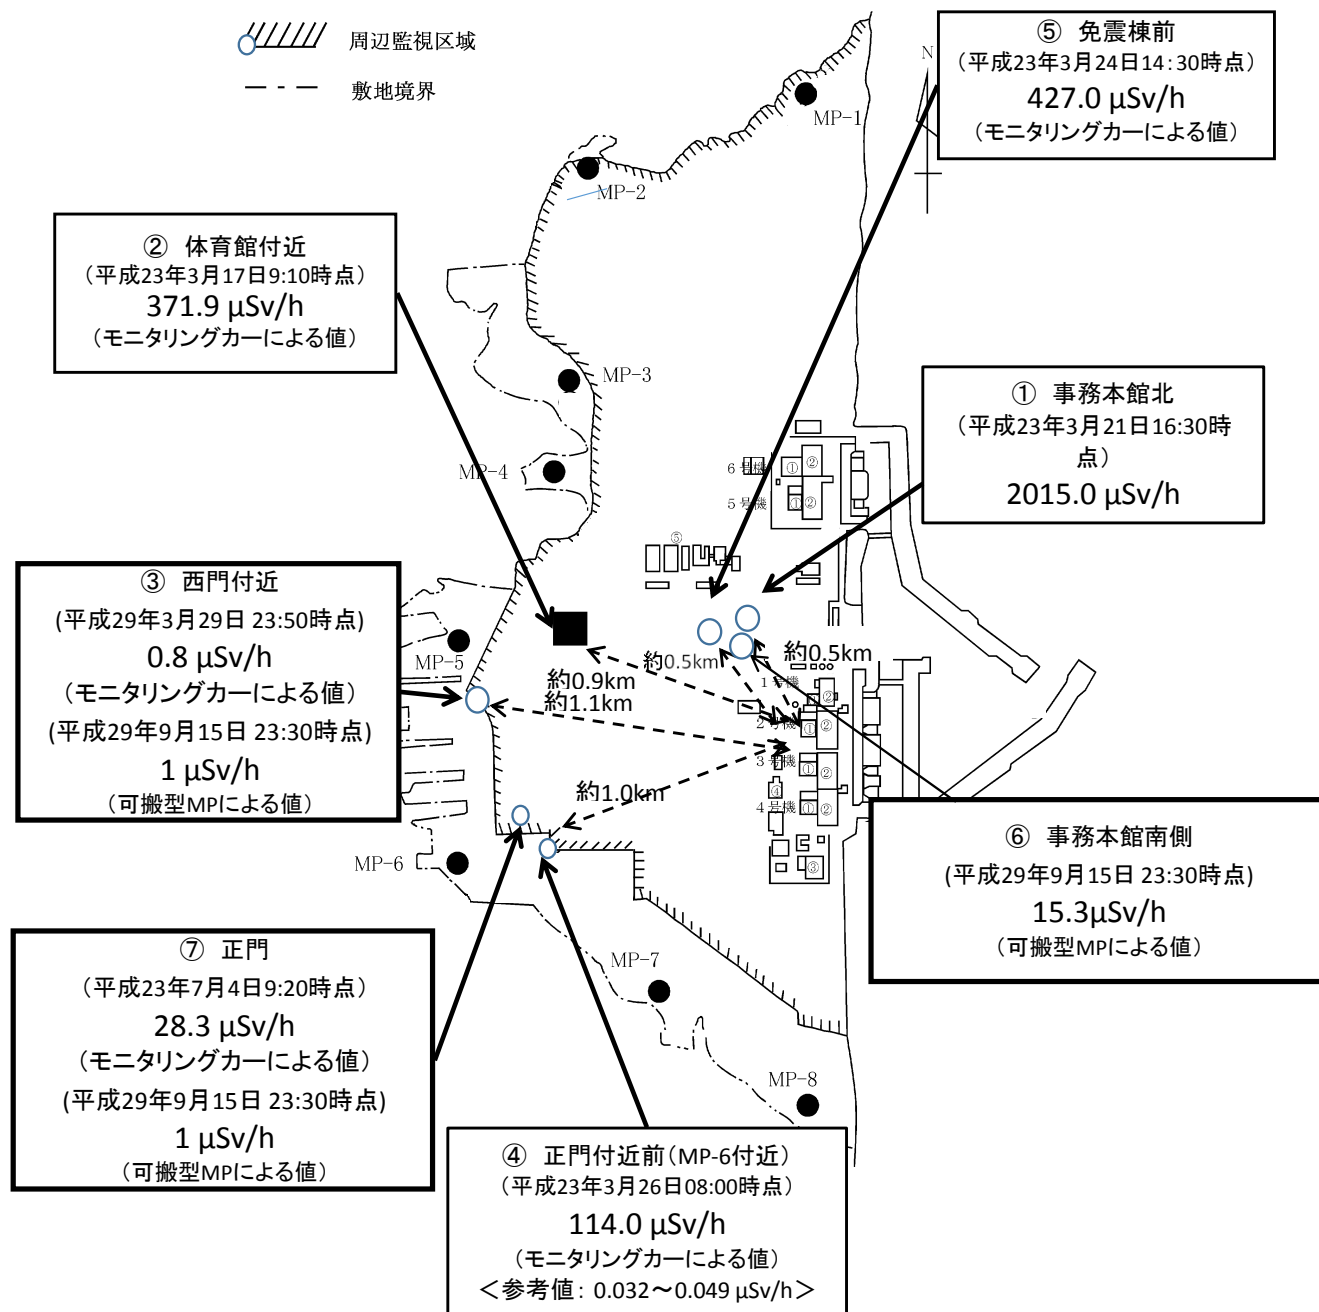 周辺監視区域
敷地境界
⑤ 免震棟前
(平成23年3月24日14:30時点)
427.0 μSv/h
(モニタリングカーによる値)
N
MP-1
MP-2
② 体育館付近
(平成23年3月17日9:10時点)
371.9 μSv/h
(モニタリングカーによる値)
MP-3
① 事務本館北
(平成23年3月21日16:30時
点)
2015.0 μSv/h
MP-4
6号機
①
②
5号機
①
②
⑤
③ 西門付近
(平成29年3月29日 23:50時点)
0.8 μSv/h
(モニタリングカーによる値)
(平成29年9月15日 23:30時点)
1 μSv/h
(可搬型MPによる値)
MP-5
約0.5km
約0.5km
約0.9km
約1.1km
1号機
②
2号機
①
②
3号機
①
②
④
4号機
①
②
③
約1.0km
MP-6
⑥ 事務本館南側
(平成29年9月15日 23:30時点)
15.3μSv/h
(可搬型MPによる値)
⑦ 正門
(平成23年7月4日9:20時点)
28.3 μSv/h
(モニタリングカーによる値)
(平成29年9月15日 23:30時点)
1 μSv/h
(可搬型MPによる値)
MP-7
MP-8
④ 正門付近前(MP-6付近)
(平成23年3月26日08:00時点)
114.0 μSv/h
(モニタリングカーによる値)
<参考値: 0.032～0.049 μSv/h>